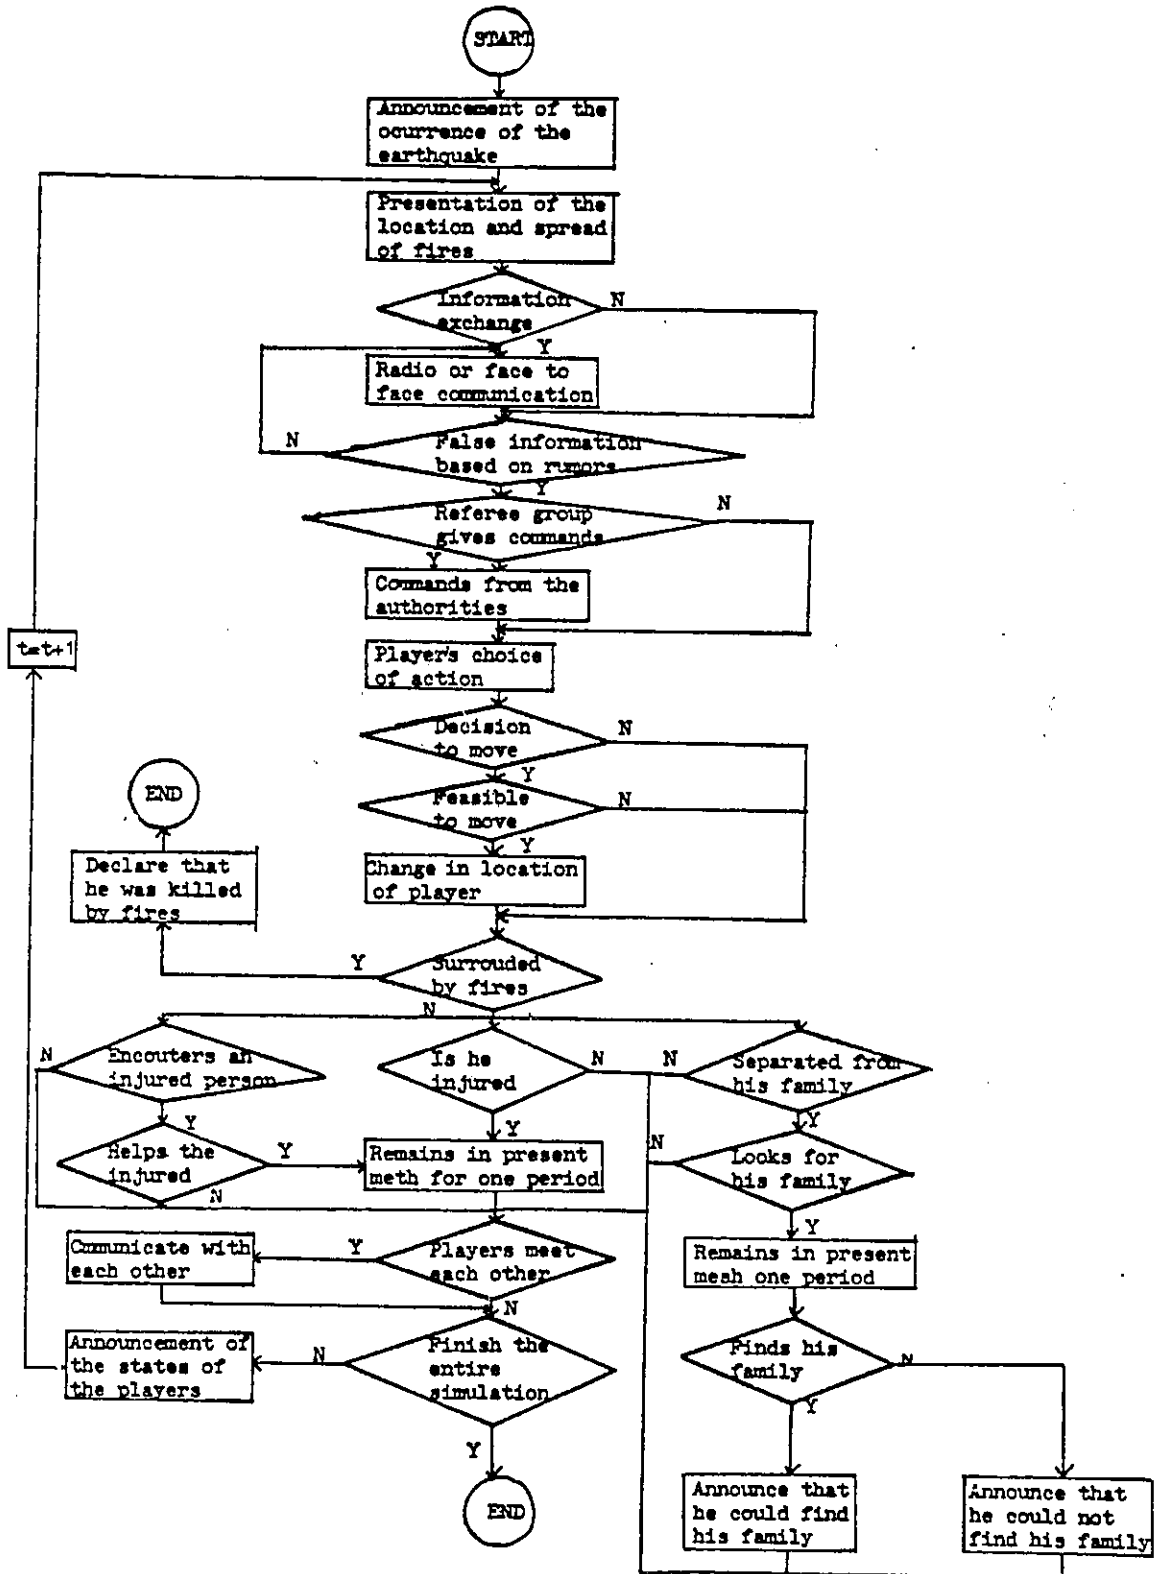 START
Announcement of the
ocurrence of the
earthquake
Presentation of the
location and spread
of fires
Information
exchange
N
Y
Radio or face to
face communication
N
False information
based on rumors
Y
Referee group
gives commands
N
Y
Commands from the
authorities
t=t+1
Player's choice
of action
Decision
to move
N
Y
Feasible
to move
N
Y
END
Declare that
he was killed
by fires
Change in location
of player
Y
Surrouded
by fires
N
N
Encouters an
injured person
Y
Is he
injured
N
Y
N
Separated from
his family
Y
Helps the
injured
Y
N
Remains in present
meth for one period
N
Looks for
his family
Y
Cmmunicate with
each other
Y
Players meet
each other
N
Remains in present
mesh one period
Announcement of
the states of
the players
N
Finish the
entire
simulation
Y
Finds his
family
N
Y
END
Announce that
he could find
his family
Announce that
he could not
find his family